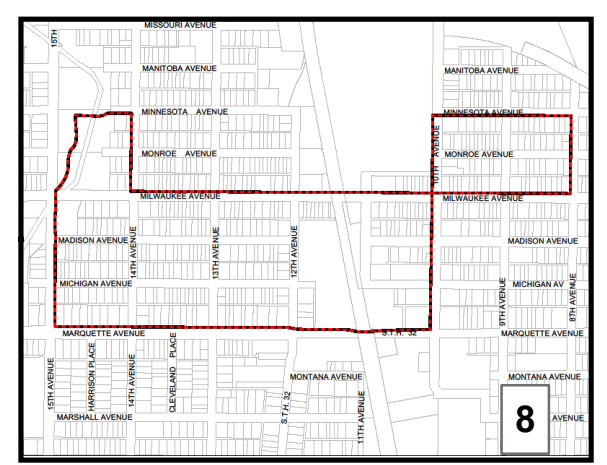 MISSOURI AVENUE
15TH
MANITOBA AVENUE
MANITOBA AVENUE
MINNESOTA AVENUE
MINNESOTA AVENUE
MONROE AVENUE
10TH AVENUE
MONROE AVENUE
MILWAUKEE AVENUE
MILWAUKEE AVENUE
MADISON AVENUE
14TH AVENUE
13TH AVENUE
12TH AVENUE
MADISON AVENUE
MICHIGAN AVENUE
MICHIGAN AV
9TH AVENUE
8TH AVENUE
MARQUETTE AVENUE
S.T.H. 32
MARQUETTE AVENUE
15TH AVENUE
HARRISON PLACE
14TH AVENUE
CLEVELAND PLACE
S.T.H. 32
MONTANA AVENUE
11TH AVENUE
MONTANA AVENUE
MARSHALL AVENUE
8
AVENUE